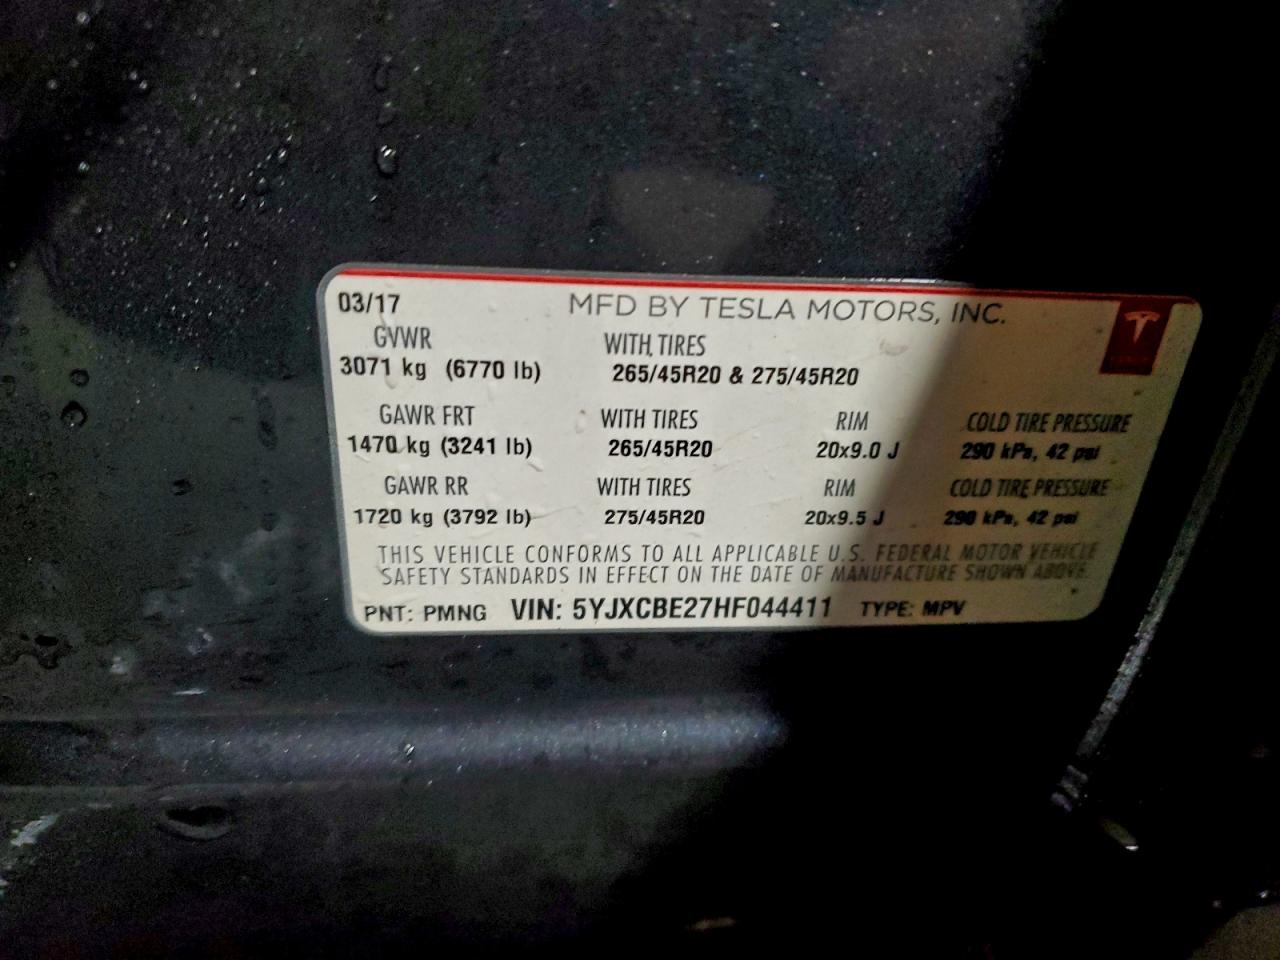 03/17 MFD BY TESLA MOTORS, INC.
GVWR WITH TIRES
3071 kg (6770 lb) 265/45R20 & 275/45R20
GAWR FRT WITH TIRES RIM COLD TIRE PRESSURE
1470 kg (3241 lb) 265/45R20 20x9.0 J 290 kPa, 42 psi
GAWR RR WITH TIRES RIM COLD TIRE PRESSURE
1720 kg (3792 lb) 275/45R20 20x9.5 J 290 kPa, 42 psi
THIS VEHICLE CONFORMS TO ALL APPLICABLE U.S. FEDERAL MOTOR VEHICLE
SAFETY STANDARDS IN EFFECT ON THE DATE OF MANUFACTURE SHOWN ABOVE.
PNT: PMNG VIN: 5YJXCBE27HF044411 TYPE: MPV